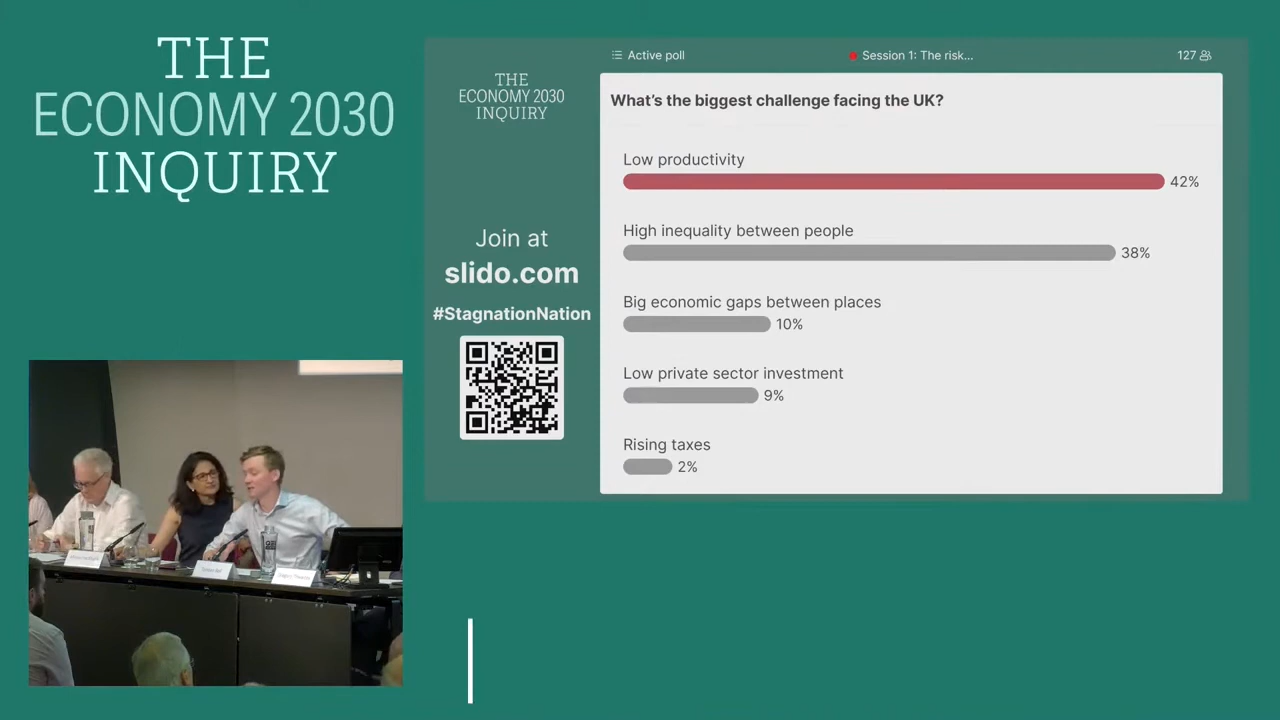 THE
ECONOMY 2030
INQUIRY
THE
ECONOMY 2030
INQUIRY
Join at
slido.com
#StagnationNation
Active poll
Session 1: The risk...
127
What's the biggest challenge facing the UK?
Low productivity
42%
High inequality between people
38%
Big economic gaps between places
10%
Low private sector investment
9%
Rising taxes
2%